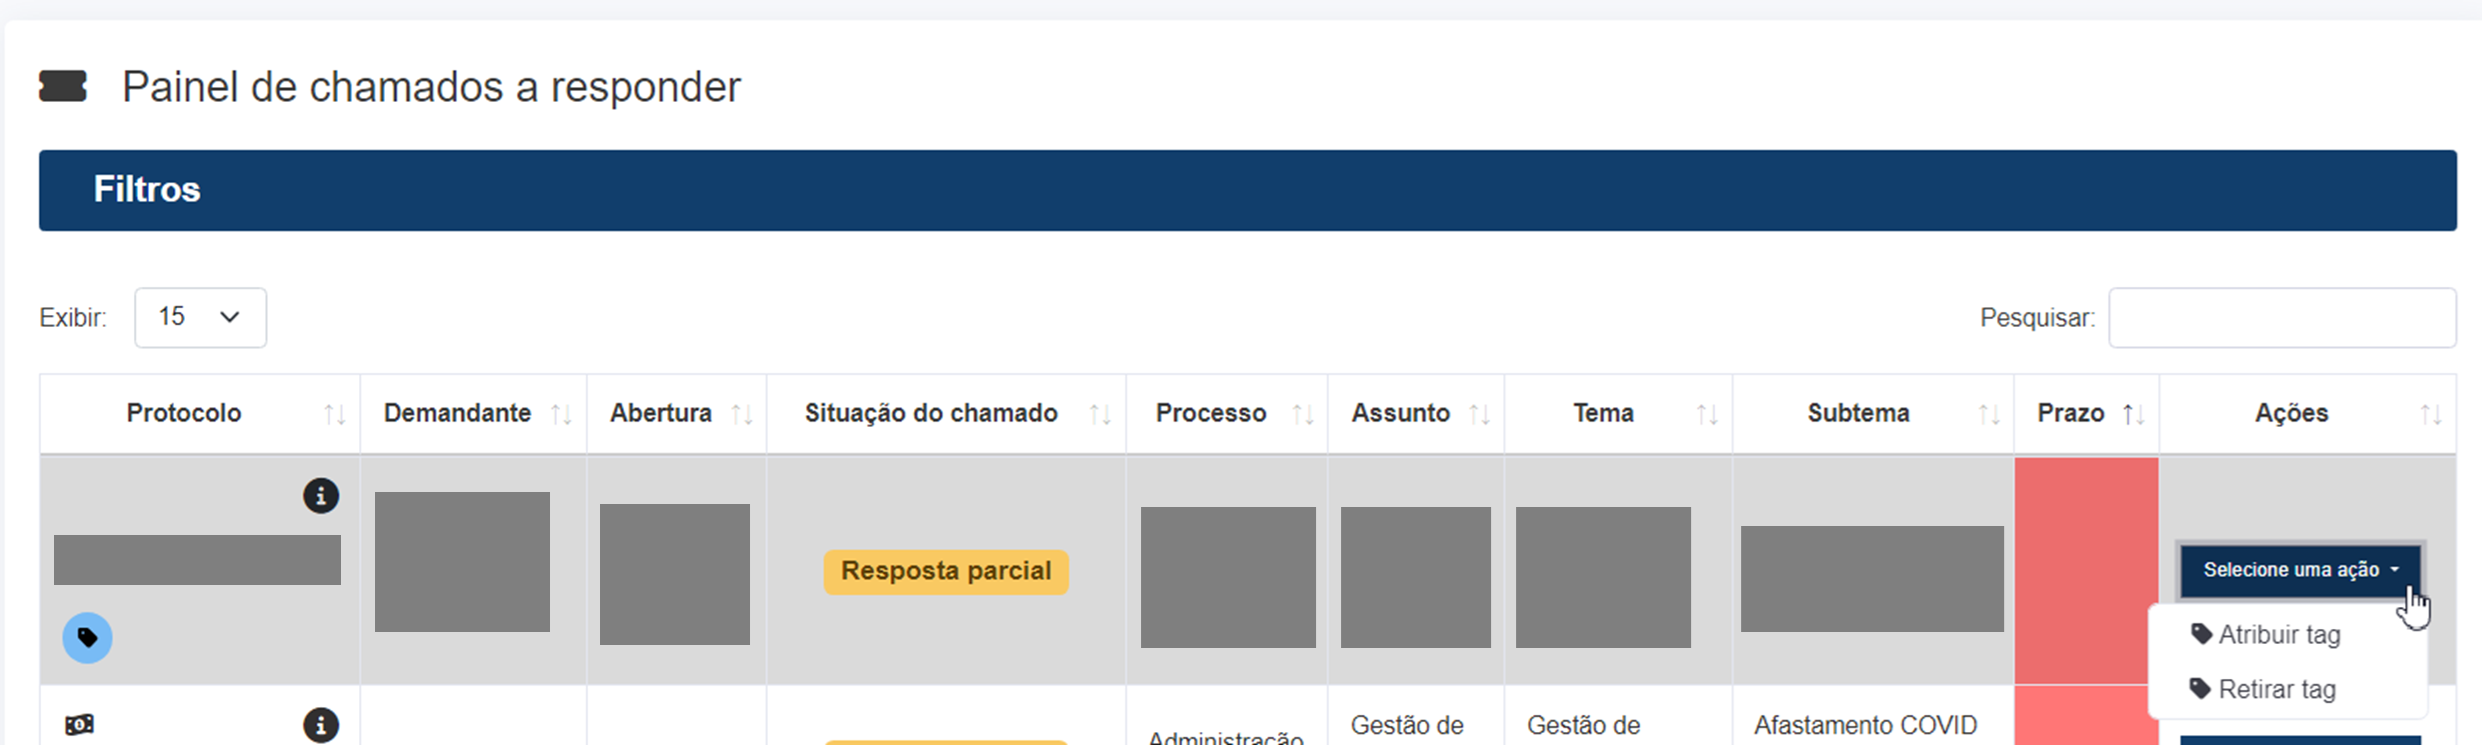 Painel de chamados a responder
Filtros
Exibir: 15
Pesquisar:
Protocolo Demandante Abertura Situação do chamado Processo Assunto Tema Subtema Prazo Ações
Resposta parcial
Selecione uma ação
Atribuir tag
Retirar tag
Gestão de Gestão de Afastamento COVID
Administração